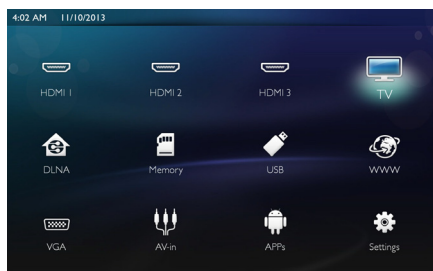 4:02 AM 11/10/2013
HDMI 1 HDMI 2 HDMI 3 TV
DLNA Memory USB WWW
VGA AV-in APPs Settings